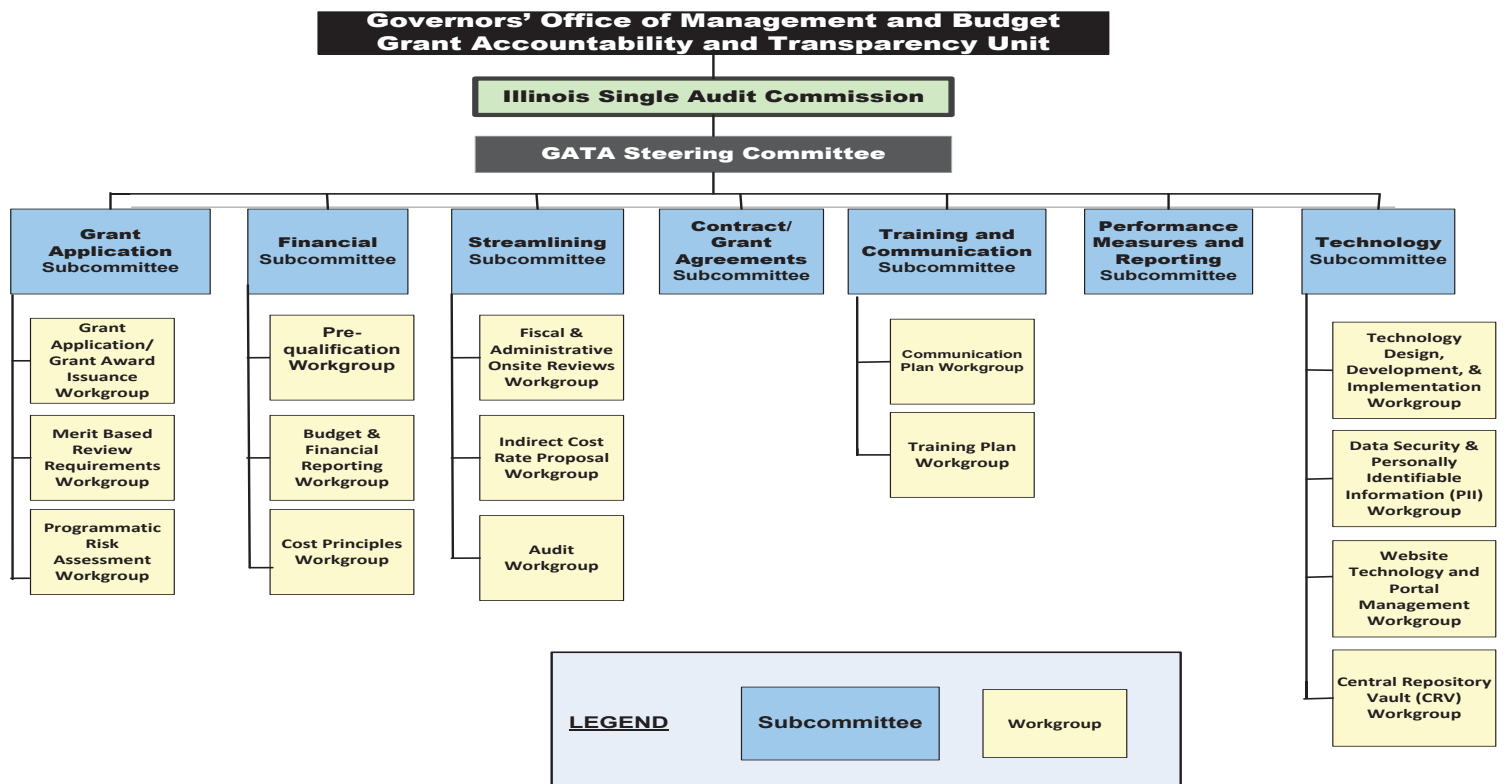 Governors' Office of Management and Budget
Grant Accountability and Transparency Unit
Illinois Single Audit Commission
GATA Steering Committee
Grant
Application
Subcommittee
Financial
Subcommittee
Streamlining
Subcommittee
Contract/
Grant
Agreements
Subcommittee
Training and
Communication
Subcommittee
Performance
Measures and
Reporting
Subcommittee
Technology
Subcommittee
Grant
Application/
Grant Award
Issuance
Workgroup
Merit Based
Review
Requirements
Workgroup
Programmatic
Risk
Assessment
Workgroup
Pre-
qualification
Workgroup
Budget &
Financial
Reporting
Workgroup
Cost Principles
Workgroup
Fiscal &
Administrative
Onsite Reviews
Workgroup
Indirect Cost
Rate Proposal
Workgroup
Audit
Workgroup
Communication
Plan Workgroup
Training Plan
Workgroup
Technology
Design,
Development, &
Implementation
Workgroup
Data Security &
Personally
Identifiable
Information (PII)
Workgroup
Website
Technology and
Portal
Management
Workgroup
Central Repository
Vault (CRV)
Workgroup
LEGEND
Subcommittee
Workgroup